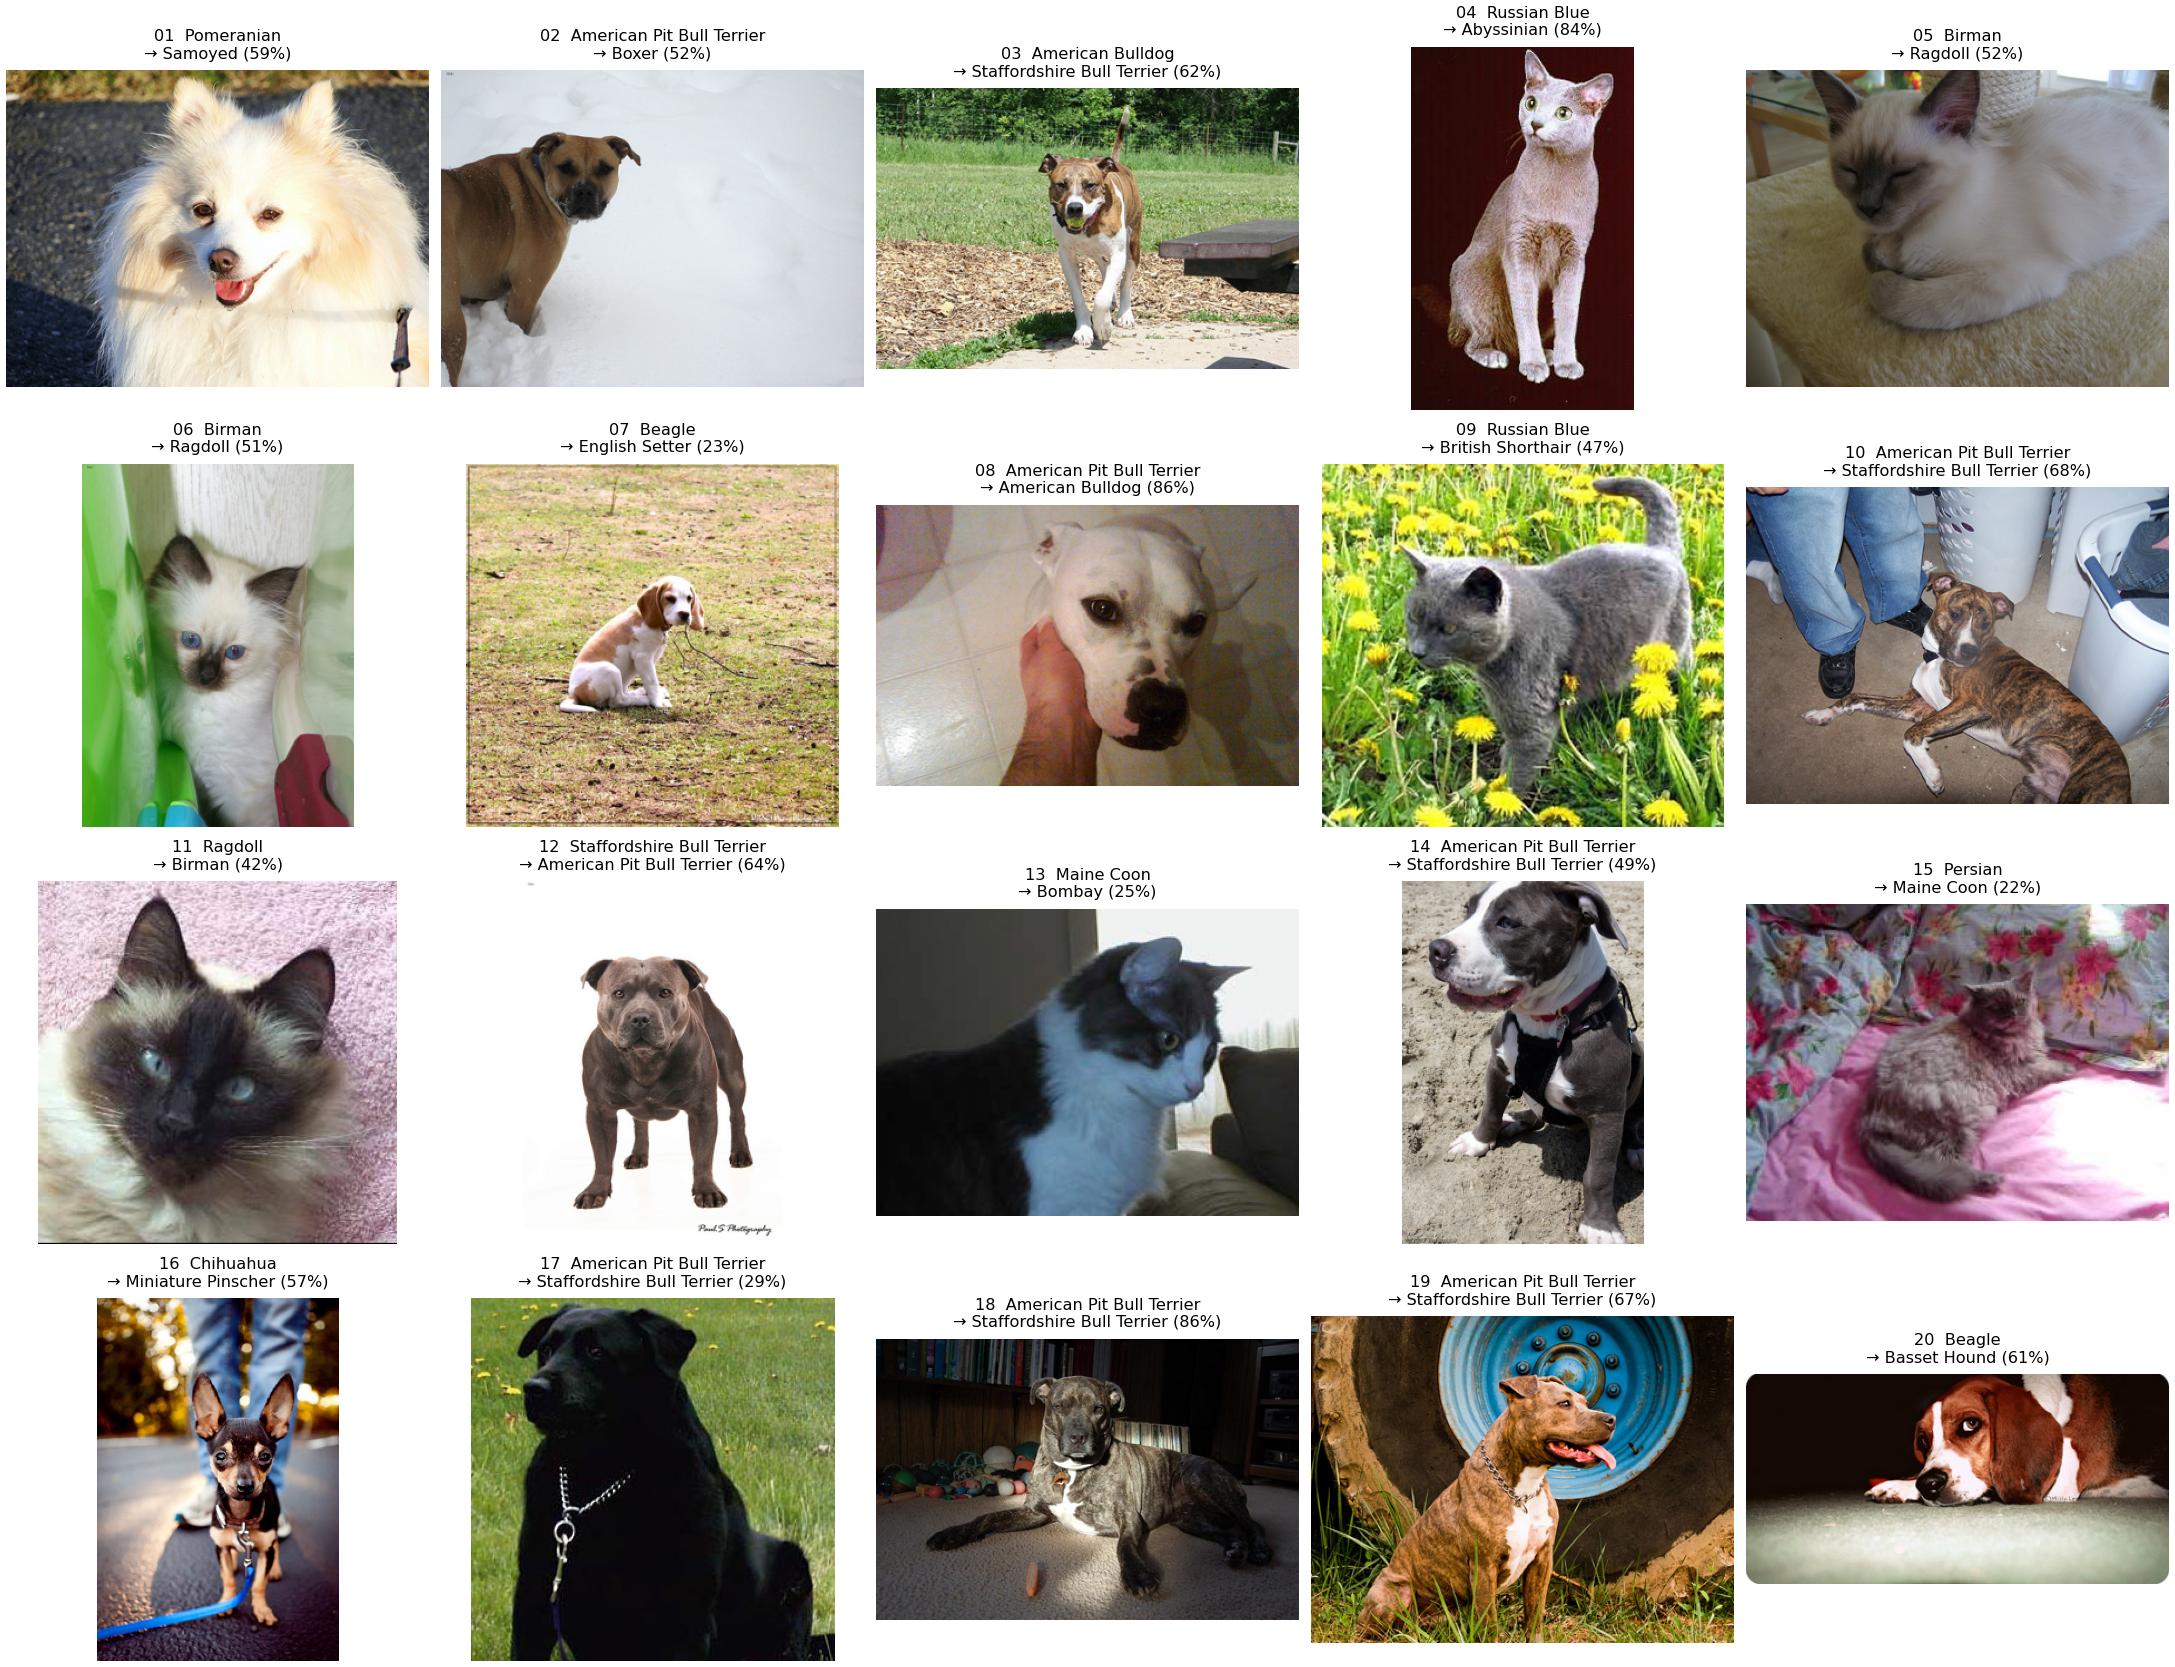 01  Pomeranian
→ Samoyed (59%)
02  American Pit Bull Terrier
→ Boxer (52%)
03  American Bulldog
→ Staffordshire Bull Terrier (62%)
04  Russian Blue
→ Abyssinian (84%)
05  Birman
→ Ragdoll (52%)
06  Birman
→ Ragdoll (51%)
07  Beagle
→ English Setter (23%)
08  American Pit Bull Terrier
→ American Bulldog (86%)
09  Russian Blue
→ British Shorthair (47%)
10  American Pit Bull Terrier
→ Staffordshire Bull Terrier (68%)
11  Ragdoll
→ Birman (42%)
12  Staffordshire Bull Terrier
→ American Pit Bull Terrier (64%)
Paul.S Photography
13  Maine Coon
→ Bombay (25%)
14  American Pit Bull Terrier
→ Staffordshire Bull Terrier (49%)
15  Persian
→ Maine Coon (22%)
16  Chihuahua
→ Miniature Pinscher (57%)
17  American Pit Bull Terrier
→ Staffordshire Bull Terrier (29%)
18  American Pit Bull Terrier
→ Staffordshire Bull Terrier (86%)
19  American Pit Bull Terrier
→ Staffordshire Bull Terrier (67%)
20  Beagle
→ Basset Hound (61%)